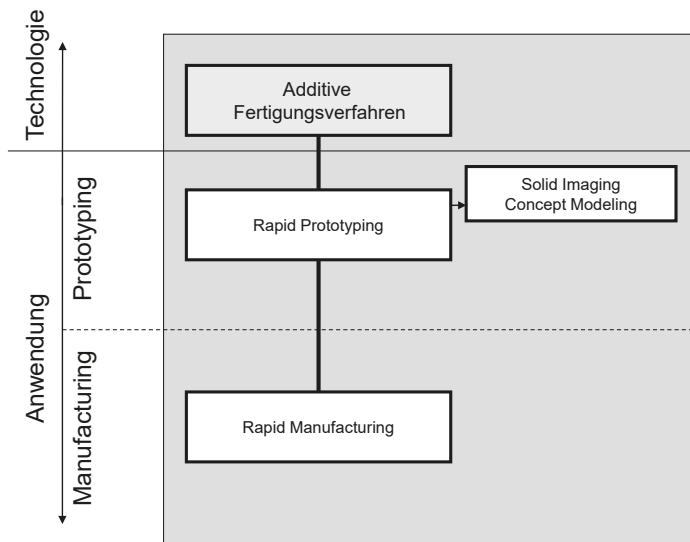 Technologie
Additive
Fertigungsverfahren
Anwendung
Prototyping
Rapid Prototyping
Solid Imaging
Concept Modeling
Manufacturing
Rapid Manufacturing